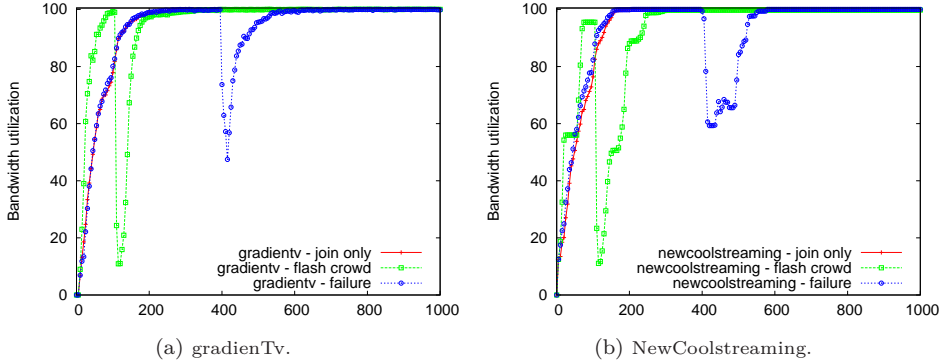 Bandwidth utilization
100
80
60
40
20
0
0 200 400 600 800 1000
gradientv - join only
gradientv - flash crowd
gradientv - failure
(a) gradienTv.
Bandwidth utilization
100
80
60
40
20
0
0 200 400 600 800 1000
newcoolstreaming - join only
newcoolstreaming - flash crowd
newcoolstreaming - failure
(b) NewCoolstreaming.